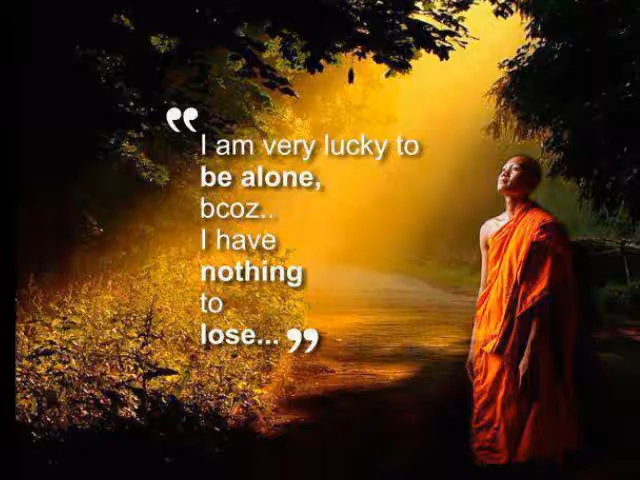 “
I am very lucky to
be alone,
bcoz..
I have
nothing
to
lose... ”